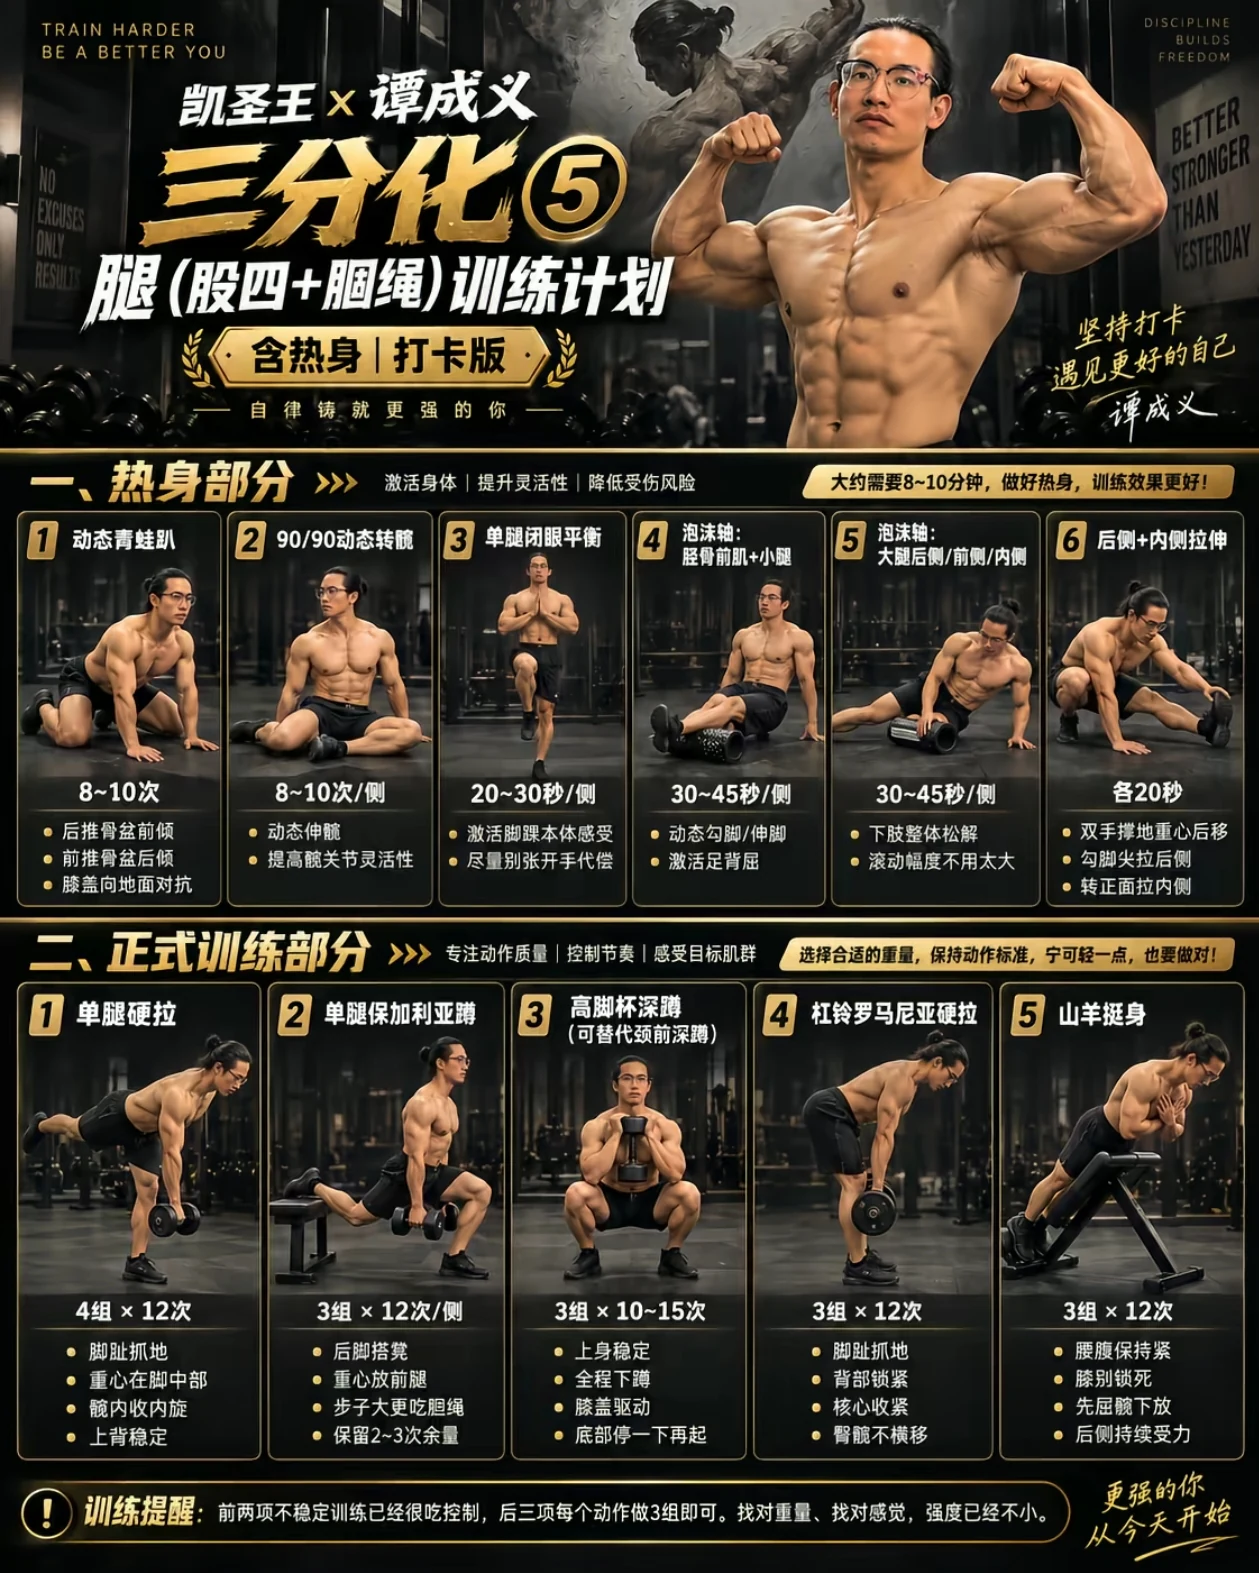 TRAIN HARDER
BE A BETTER YOU
DISCIPLINE
BUILDS
FREEDOM
凯圣王 x 谭成义
三分化⑤
腿(股四+腘绳)训练计划
·含热身｜打卡版·
自律铸就更强的你
NO
EXCUSES
ONLY
RESULTS
BETTER
STRONGER
THAN
YESTERDAY
坚持打卡
遇见更好的自己
谭成义
一、热身部分 >>> 激活身体｜提升灵活性｜降低受伤风险
大约需要8~10分钟，做好热身，训练效果更好！
1 动态青蛙趴
8~10次
• 后推骨盆前倾
• 前推骨盆后倾
• 膝盖向地面对抗
2 90/90动态转髋
8~10次/侧
• 动态伸髋
• 提高髋关节灵活性
3 单腿闭眼平衡
20~30秒/侧
• 激活脚踝本体感受
• 尽量别张开手代偿
4 泡沫轴：
胫骨前肌+小腿
30~45秒/侧
• 动态勾脚/伸脚
• 激活足背屈
5 泡沫轴：
大腿后侧/前侧/内侧
30~45秒/侧
• 下肢整体松解
• 滚动幅度不用太大
6 后侧+内侧拉伸
各20秒
• 双手撑地重心后移
• 勾脚尖拉后侧
• 转正面拉内侧
二、正式训练部分 >>> 专注动作质量｜控制节奏｜感受目标肌群
选择合适的重量，保持动作标准，宁可轻一点，也要做对！
1 单腿硬拉
4组 × 12次
• 脚趾抓地
• 重心在脚中部
• 髋内收内旋
• 上背稳定
2 单腿保加利亚蹲
3组 × 12次/侧
• 后脚搭凳
• 重心放前腿
• 步子大更吃腘绳
• 保留2~3次余量
3 高脚杯深蹲
（可替代颈前深蹲）
3组 × 10~15次
• 上身稳定
• 全程下蹲
• 膝盖驱动
• 底部停一下再起
4 杠铃罗马尼亚硬拉
3组 × 12次
• 脚趾抓地
• 背部锁紧
• 核心收紧
• 臀髋不横移
5 山羊挺身
3组 × 12次
• 腰腹保持紧
• 膝别锁死
• 先屈髋下放
• 后侧持续受力
! 训练提醒：前两项不稳定训练已经很吃控制，后三项每个动作做3组即可。找对重量、找对感觉，强度已经不小。
更强的你
从今天开始